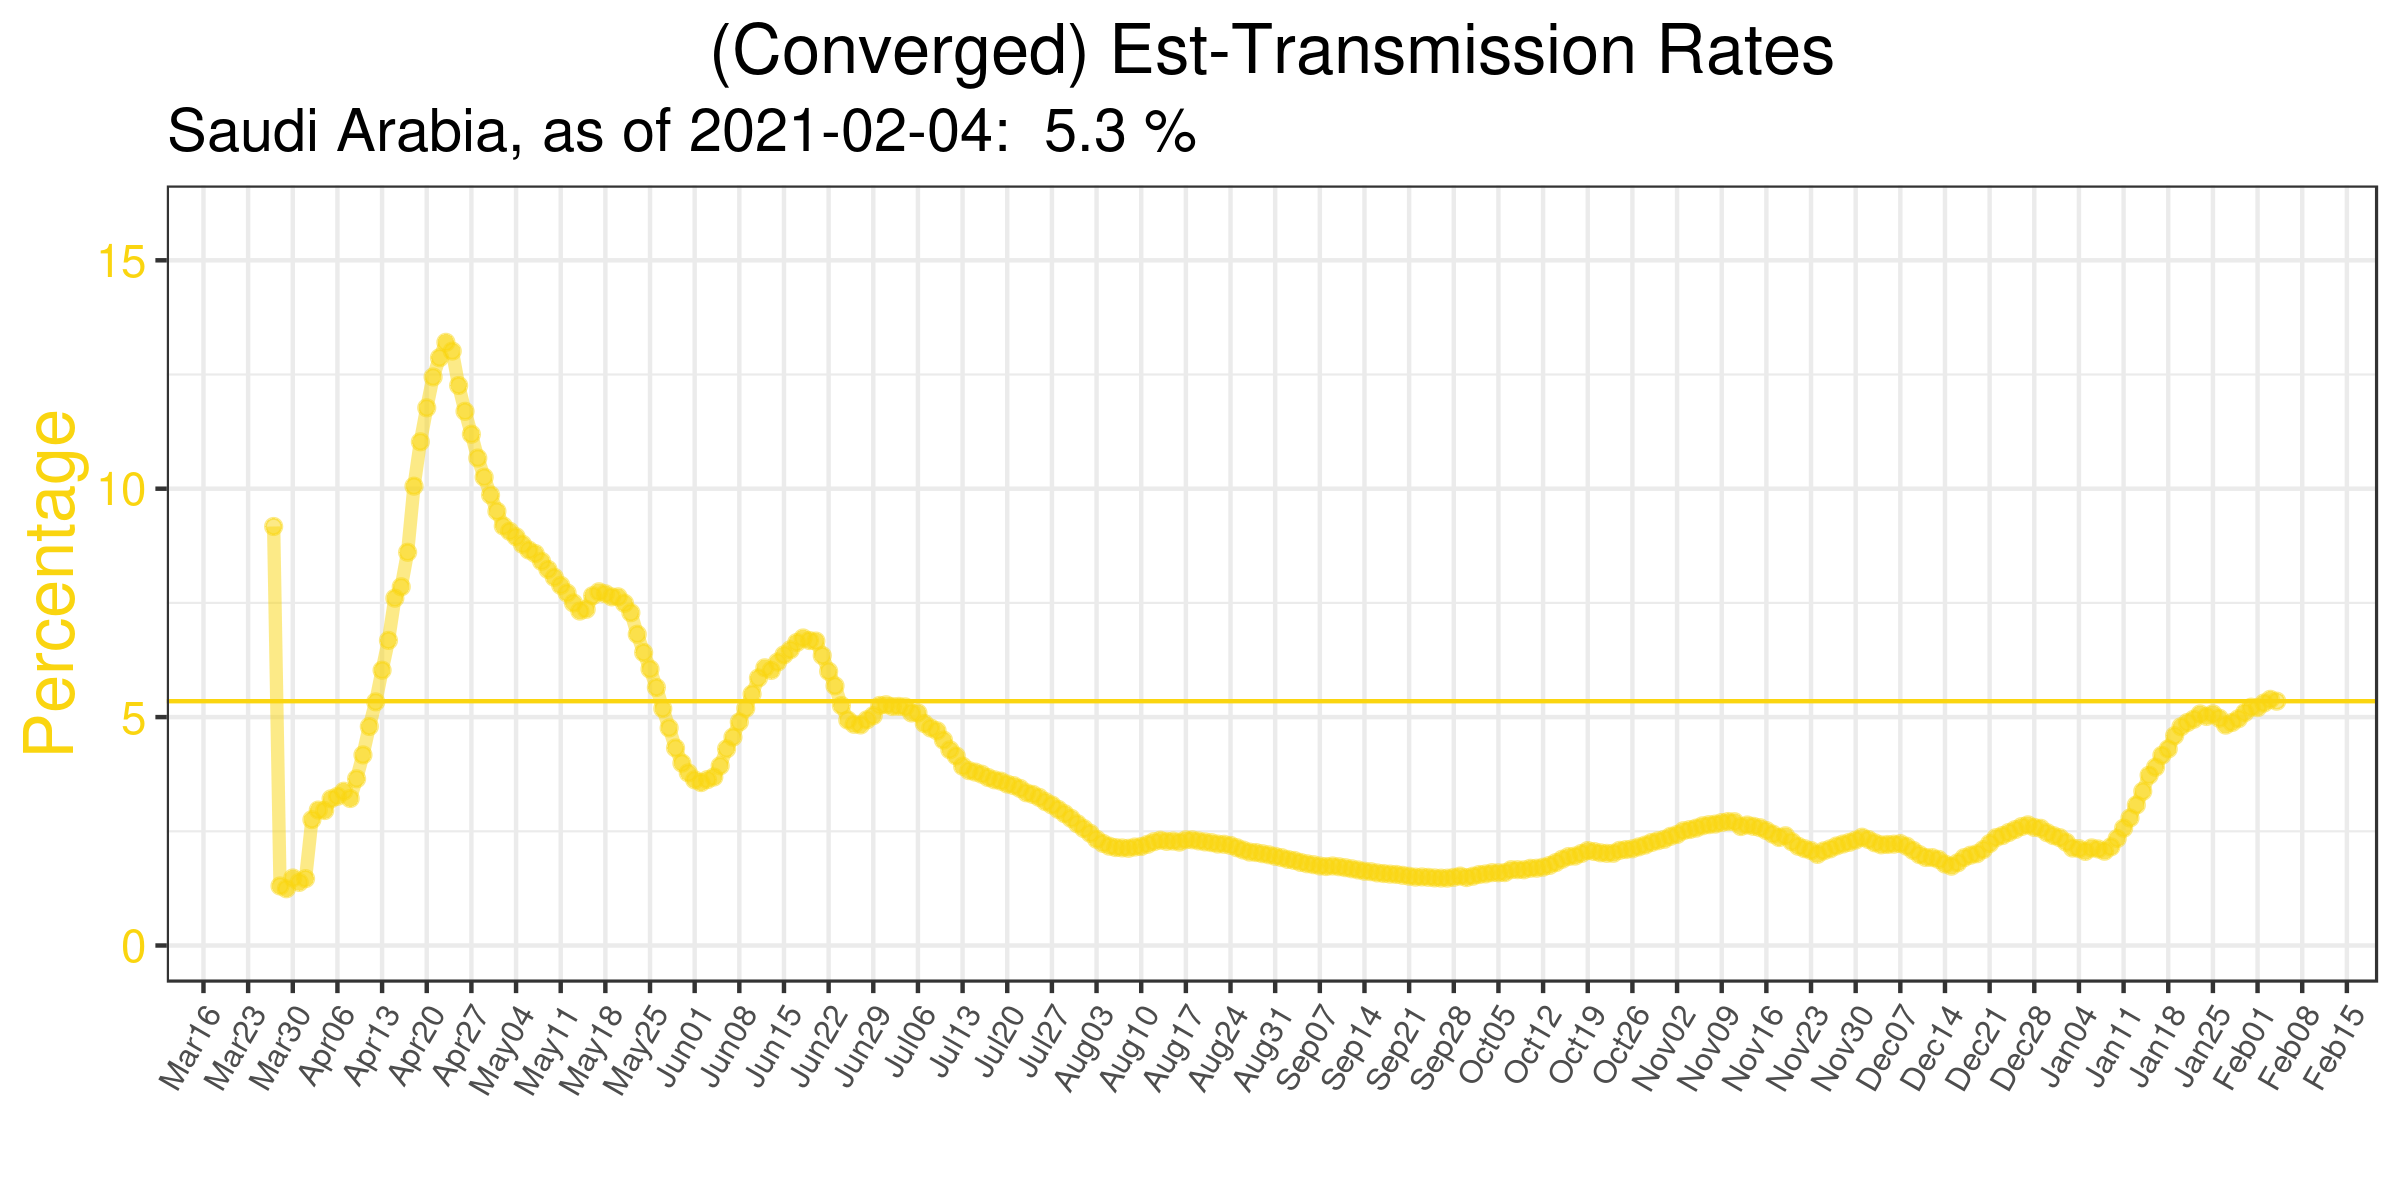 (Converged) Est-Transmission Rates
Saudi Arabia, as of 2021-02-04:  5.3 %
Percentage
15
10
5
0
Mar16
Mar23
Mar30
Apr06
Apr13
Apr20
Apr27
May04
May11
May18
May25
Jun01
Jun08
Jun15
Jun22
Jun29
Jul06
Jul13
Jul20
Jul27
Aug03
Aug10
Aug17
Aug24
Aug31
Sep07
Sep14
Sep21
Sep28
Oct05
Oct12
Oct19
Oct26
Nov02
Nov09
Nov16
Nov23
Nov30
Dec07
Dec14
Dec21
Dec28
Jan04
Jan11
Jan18
Jan25
Feb01
Feb08
Feb15